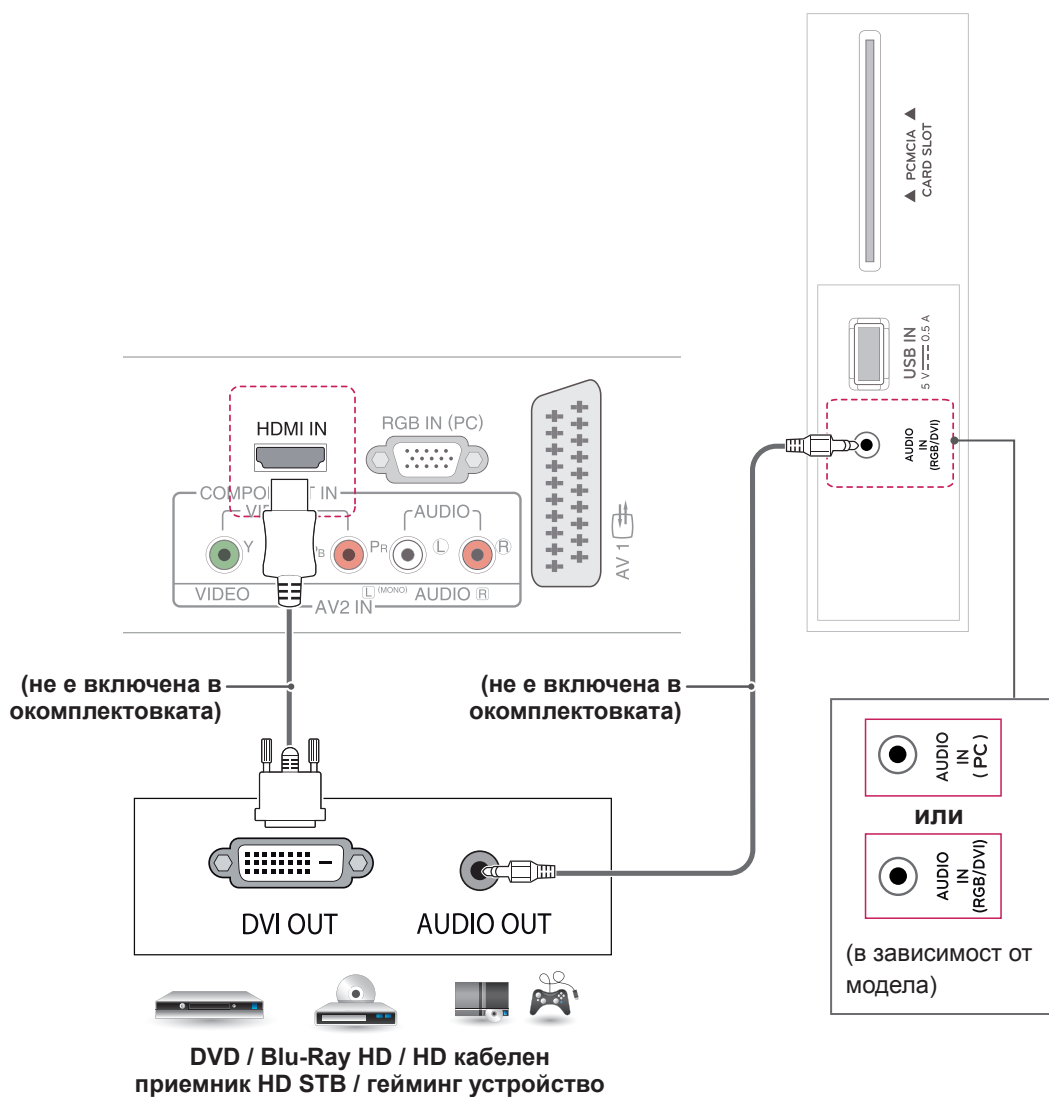 ▲ PCMCIA ▲
CARD SLOT
USB IN
5 V 0.5 A
AUDIO
IN
(RGB/DVI)
HDMI IN
RGB IN (PC)
COMPONENT IN
VIDEO
AUDIO
Y
PB
PR
L
R
VIDEO
L (MONO) AUDIO R
AV2 IN
AV 1
(не е включена в
окомплектовката)
(не е включена в
окомплектовката)
DVI OUT
AUDIO OUT
AUDIO
IN
(PC)
или
AUDIO
IN
(RGB/DVI)
(в зависимост от
модела)
DVD / Blu-Ray HD / HD кабелен
приемник HD STB / гейминг устройство